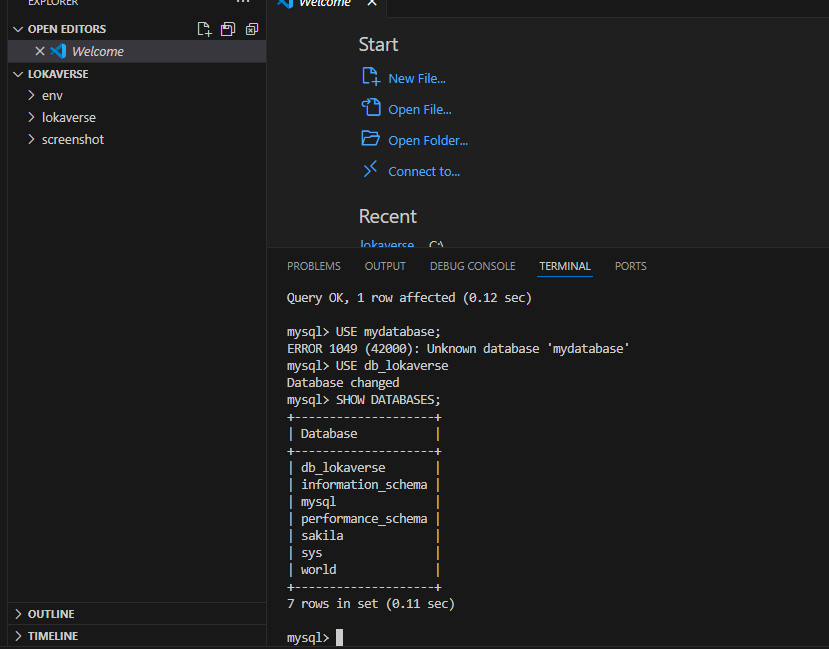 EXPLORER
OPEN EDITORS
Welcome
LOKAVERSE
env
lokaverse
screenshot
OUTLINE
TIMELINE
Welcome
Start
New File...
Open File...
Open Folder...
Connect to...
Recent
lokaverse C:\
PROBLEMS OUTPUT DEBUG CONSOLE TERMINAL PORTS
Query OK, 1 row affected (0.12 sec)
mysql> USE mydatabase;
ERROR 1049 (42000): Unknown database 'mydatabase'
mysql> USE db_lokaverse
Database changed
mysql> SHOW DATABASES;
+--------------------+
| Database           |
+--------------------+
| db_lokaverse       |
| information_schema |
| mysql              |
| performance_schema |
| sakila             |
| sys                |
| world              |
+--------------------+
7 rows in set (0.11 sec)
mysql>